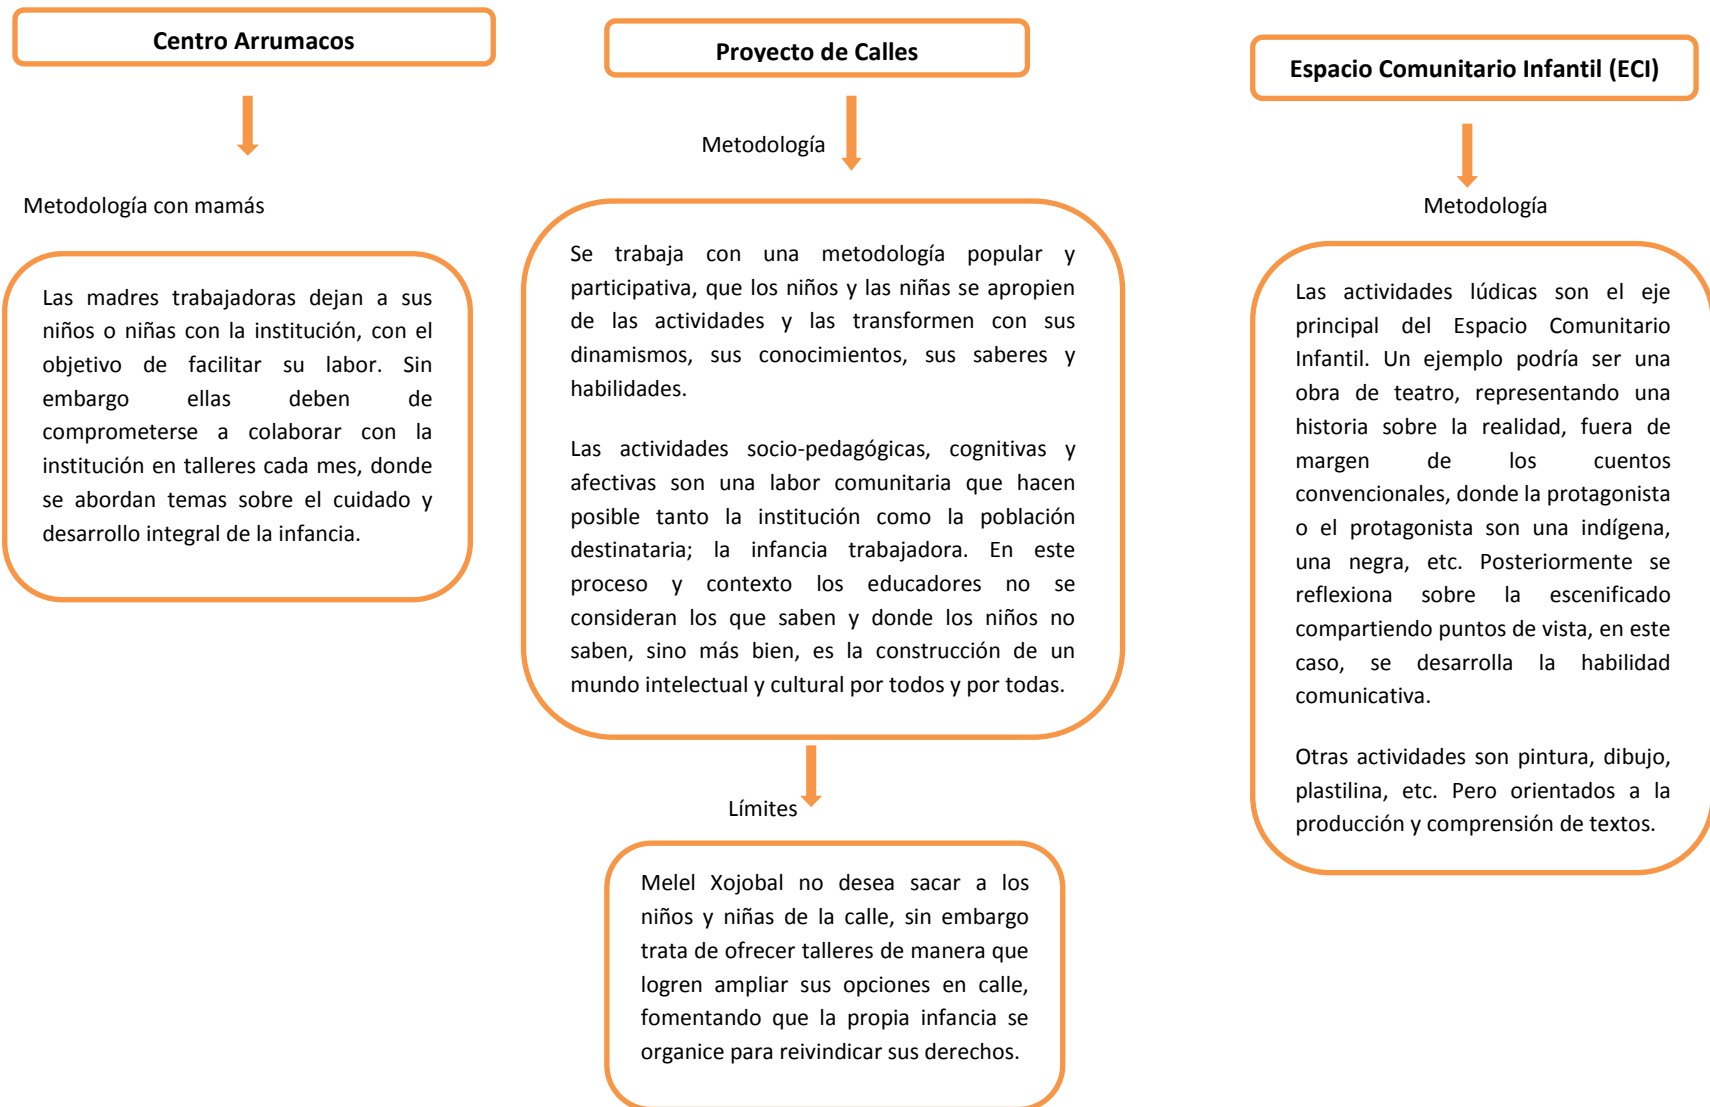 Centro Arrumacos
Metodología con mamás
Las madres trabajadoras dejan a sus
niños o niñas con la institución, con el
objetivo de facilitar su labor. Sin
embargo ellas deben de
comprometerse a colaborar con la
institución en talleres cada mes, donde
se abordan temas sobre el cuidado y
desarrollo integral de la infancia.
Proyecto de Calles
Metodología
Se trabaja con una metodología popular y
participativa, que los niños y las niñas se apropien
de las actividades y las transformen con sus
dinamismos, sus conocimientos, sus saberes y
habilidades.
Las actividades socio-pedagógicas, cognitivas y
afectivas son una labor comunitaria que hacen
posible tanto la institución como la población
destinataria; la infancia trabajadora. En este
proceso y contexto los educadores no se
consideran los que saben y donde los niños no
saben, sino más bien, es la construcción de un
mundo intelectual y cultural por todos y por todas.
Límites
Melel Xojobal no desea sacar a los
niños y niñas de la calle, sin embargo
trata de ofrecer talleres de manera que
logren ampliar sus opciones en calle,
fomentando que la propia infancia se
organice para reivindicar sus derechos.
Espacio Comunitario Infantil (ECI)
Metodología
Las actividades lúdicas son el eje
principal del Espacio Comunitario
Infantil. Un ejemplo podría ser una
obra de teatro, representando una
historia sobre la realidad, fuera de
margen de los cuentos
convencionales, donde la protagonista
o el protagonista son una indígena,
una negra, etc. Posteriormente se
reflexiona sobre la escenificado
compartiendo puntos de vista, en este
caso, se desarrolla la habilidad
comunicativa.
Otras actividades son pintura, dibujo,
plastilina, etc. Pero orientados a la
producción y comprensión de textos.